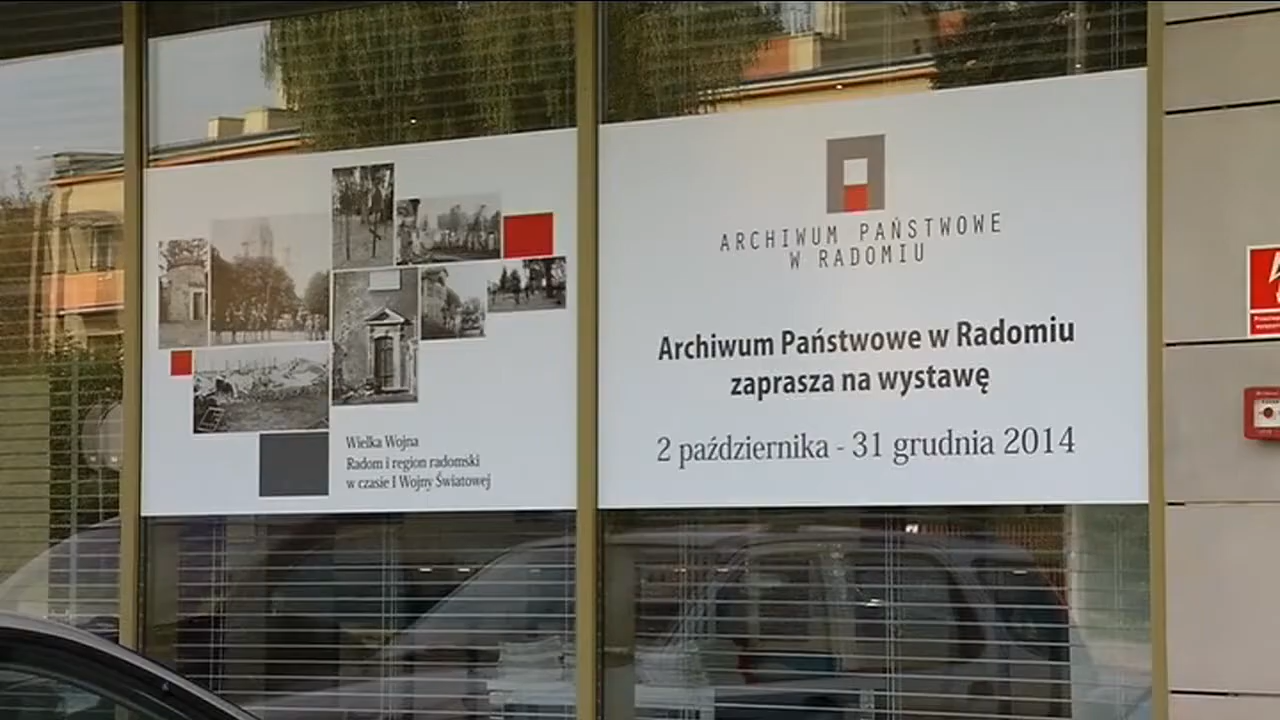 Wielka Wojna
Radom i region radomski
w czasie I Wojny Światowej
ARCHIWUM PAŃSTWOWE
W RADOMIU
Archiwum Państwowe w Radomiu
zaprasza na wystawę
2 października - 31 grudnia 2014